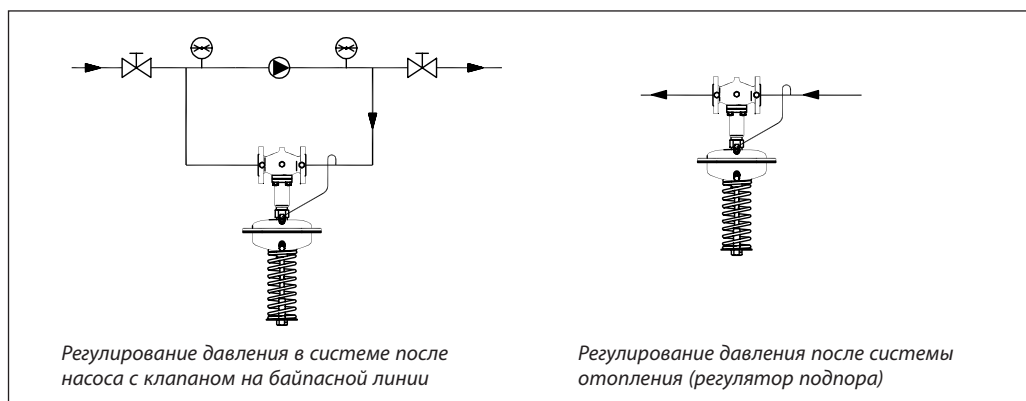 Регулирование давления в системе после
насоса с клапаном на байпасной линии
Регулирование давления после системы
отопления (регулятор подпора)